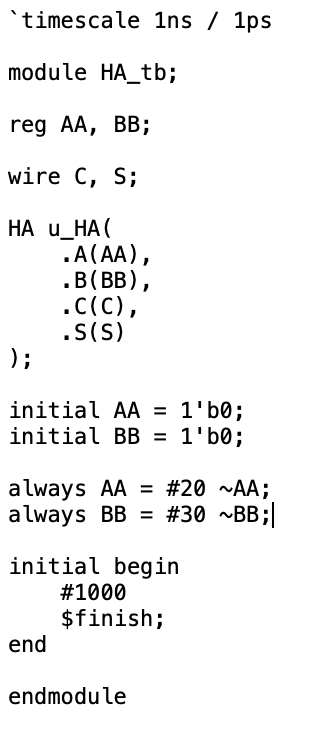 `timescale 1ns / 1ps
module HA_tb;
reg AA, BB;
wire C, S;
HA u_HA(
    .A(AA),
    .B(BB),
    .C(C),
    .S(S)
);
initial AA = 1'b0;
initial BB = 1'b0;
always AA = #20 ~AA;
always BB = #30 ~BB;
initial begin
    #1000
    $finish;
end
endmodule